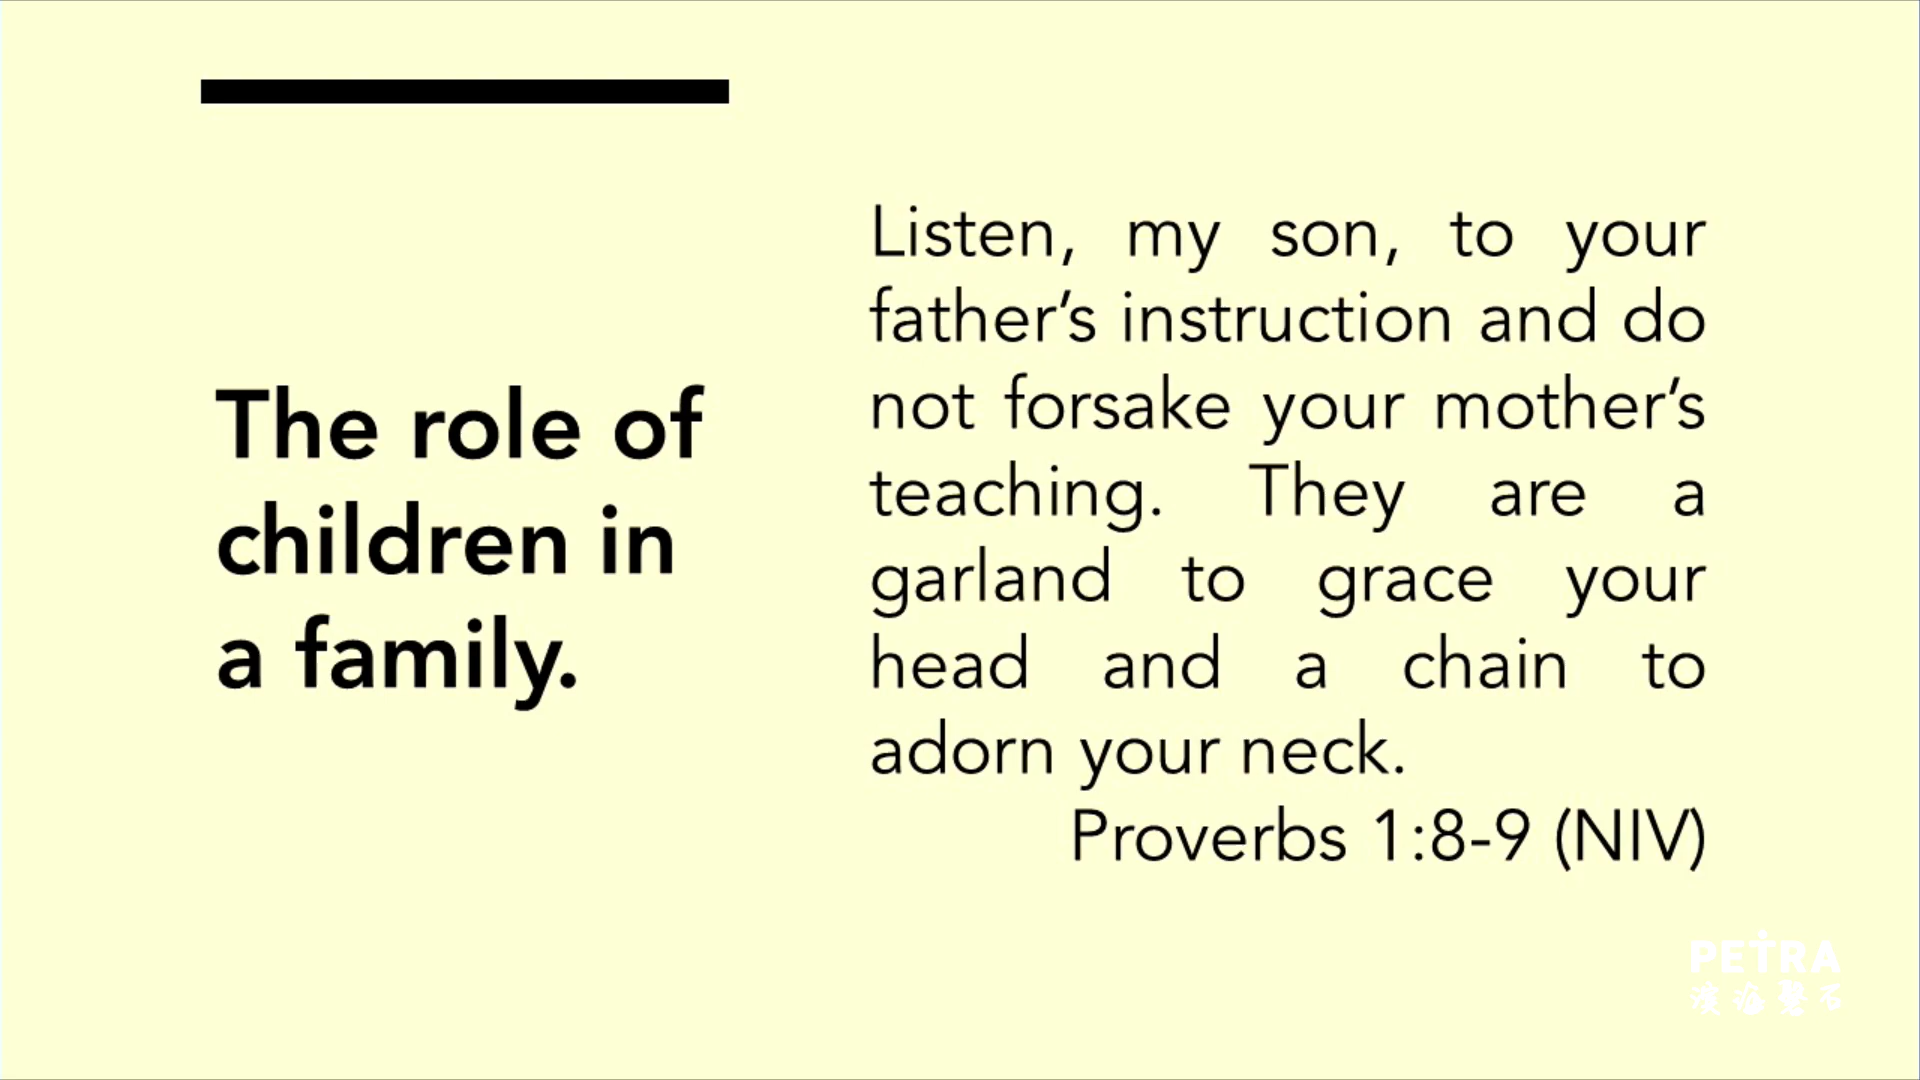 The role of
children in
a family.
Listen, my son, to your
father’s instruction and do
not forsake your mother’s
teaching. They are a
garland to grace your
head and a chain to
adorn your neck.
Proverbs 1:8-9 (NIV)
PETRA